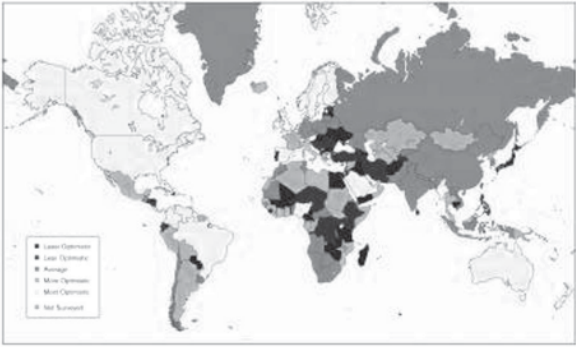 Least Optimistic
Less Optimistic
Average
More Optimistic
Most Optimistic
Not Surveyed